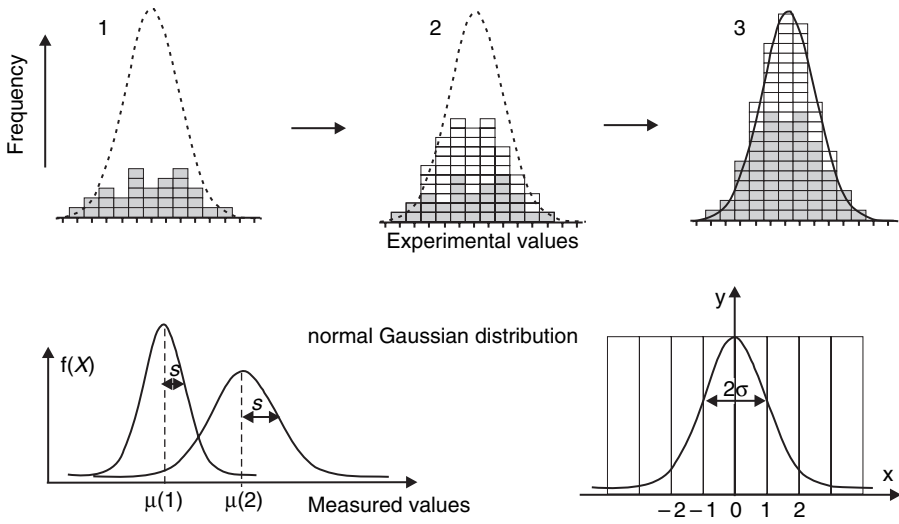 1
2
3
Frequency
Experimental values
normal Gaussian distribution
f(X)
s
s
μ(1)
μ(2)
Measured values
y
2σ
x
−2 −1 0 1 2